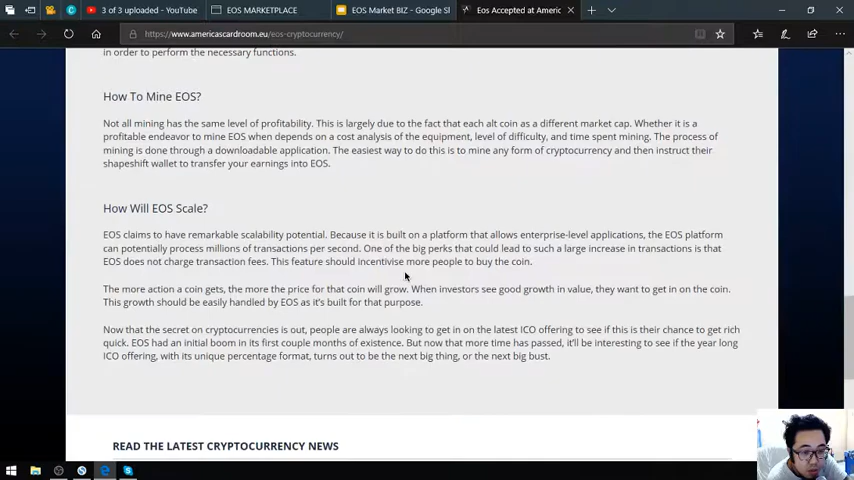 3 of 3 uploaded - YouTube
EOS MARKETPLACE
EOS Market BIZ - Google Sl
Eos Accepted at Americ
https://www.americascardroom.eu/eos-cryptocurrency/
in order to perform the necessary functions.
How To Mine EOS?
Not all mining has the same level of profitability. This is largely due to the fact that each alt coin as a different market cap. Whether it is a
profitable endeavor to mine EOS when depends on a cost analysis of the equipment, level of difficulty, and time spent mining. The process of
mining is done through a downloadable application. The easiest way to do this is to mine any form of cryptocurrency and then instruct their
shapeshift wallet to transfer your earnings into EOS.
How Will EOS Scale?
EOS claims to have remarkable scalability potential. Because it is built on a platform that allows enterprise-level applications, the EOS platform
can potentially process millions of transactions per second. One of the big perks that could lead to such a large increase in transactions is that
EOS does not charge transaction fees. This feature should incentivise more people to buy the coin.
The more action a coin gets, the more the price for that coin will grow. When investors see good growth in value, they want to get in on the coin.
This growth should be easily handled by EOS as it's built for that purpose.
Now that the secret on cryptocurrencies is out, people are always looking to get in on the latest ICO offering to see if this is their chance to get rich
quick. EOS had an initial boom in its first couple months of existence. But now that more time has passed, it'll be interesting to see if the year long
ICO offering, with its unique percentage format, turns out to be the next big thing, or the next big bust.
READ THE LATEST CRYPTOCURRENCY NEWS